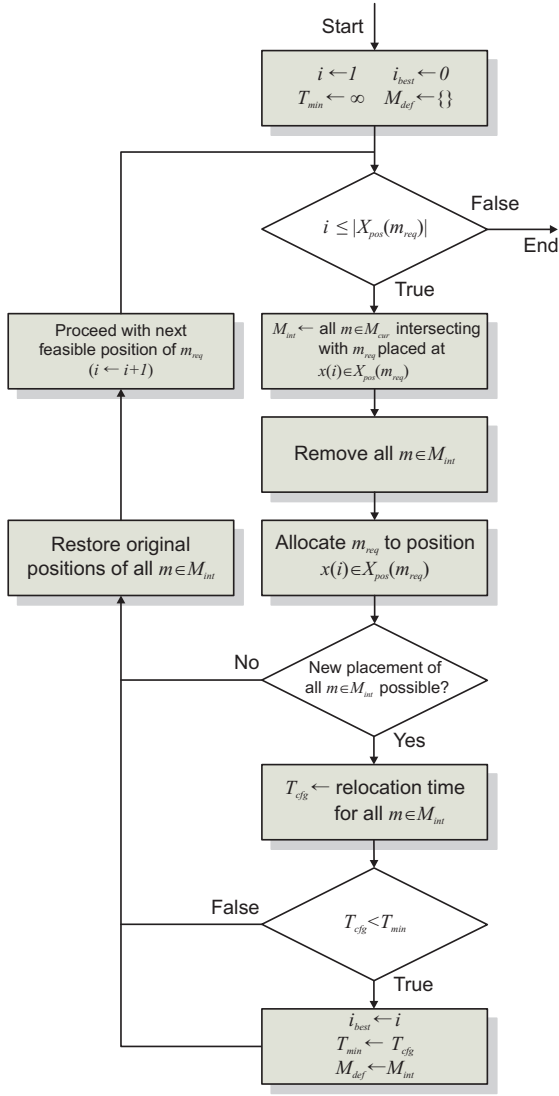 Start
i ← 1 i_best ← 0
T_min ← ∞ M_def ← {}
i ≤ |X_pos(m_req)|
False
End
True
M_int ← all m∈M_cur intersecting
with m_req placed at
x(i)∈X_pos(m_req)
Proceed with next
feasible position of m_req
(i ← i+1)
Remove all m∈M_int
Allocate m_req to position
x(i)∈X_pos(m_req)
Restore original
positions of all m∈M_int
New placement of
all m∈M_int possible?
No
Yes
T_cfg ← relocation time
for all m∈M_int
T_cfg<T_min
False
True
i_best ← i
T_min ← T_cfg
M_def ← M_int